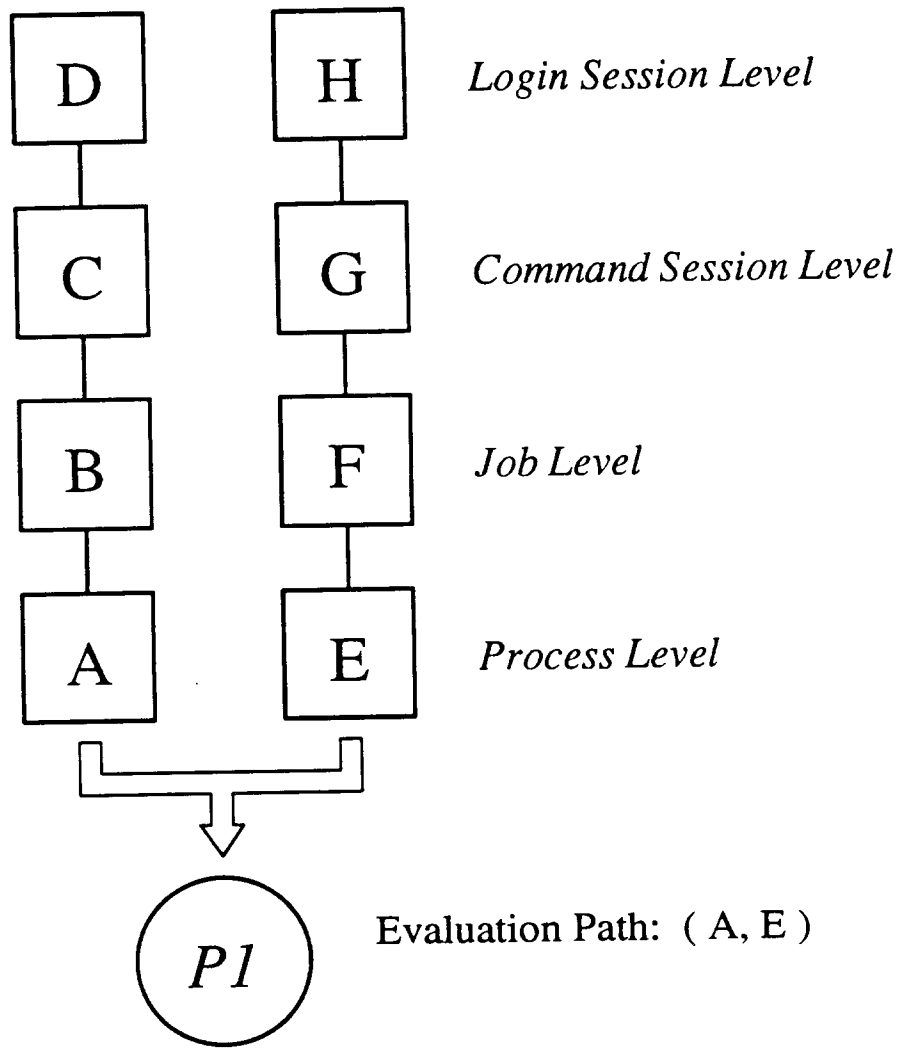 D H Login Session Level
C G Command Session Level
B F Job Level
A E Process Level
P1 Evaluation Path: ( A, E )